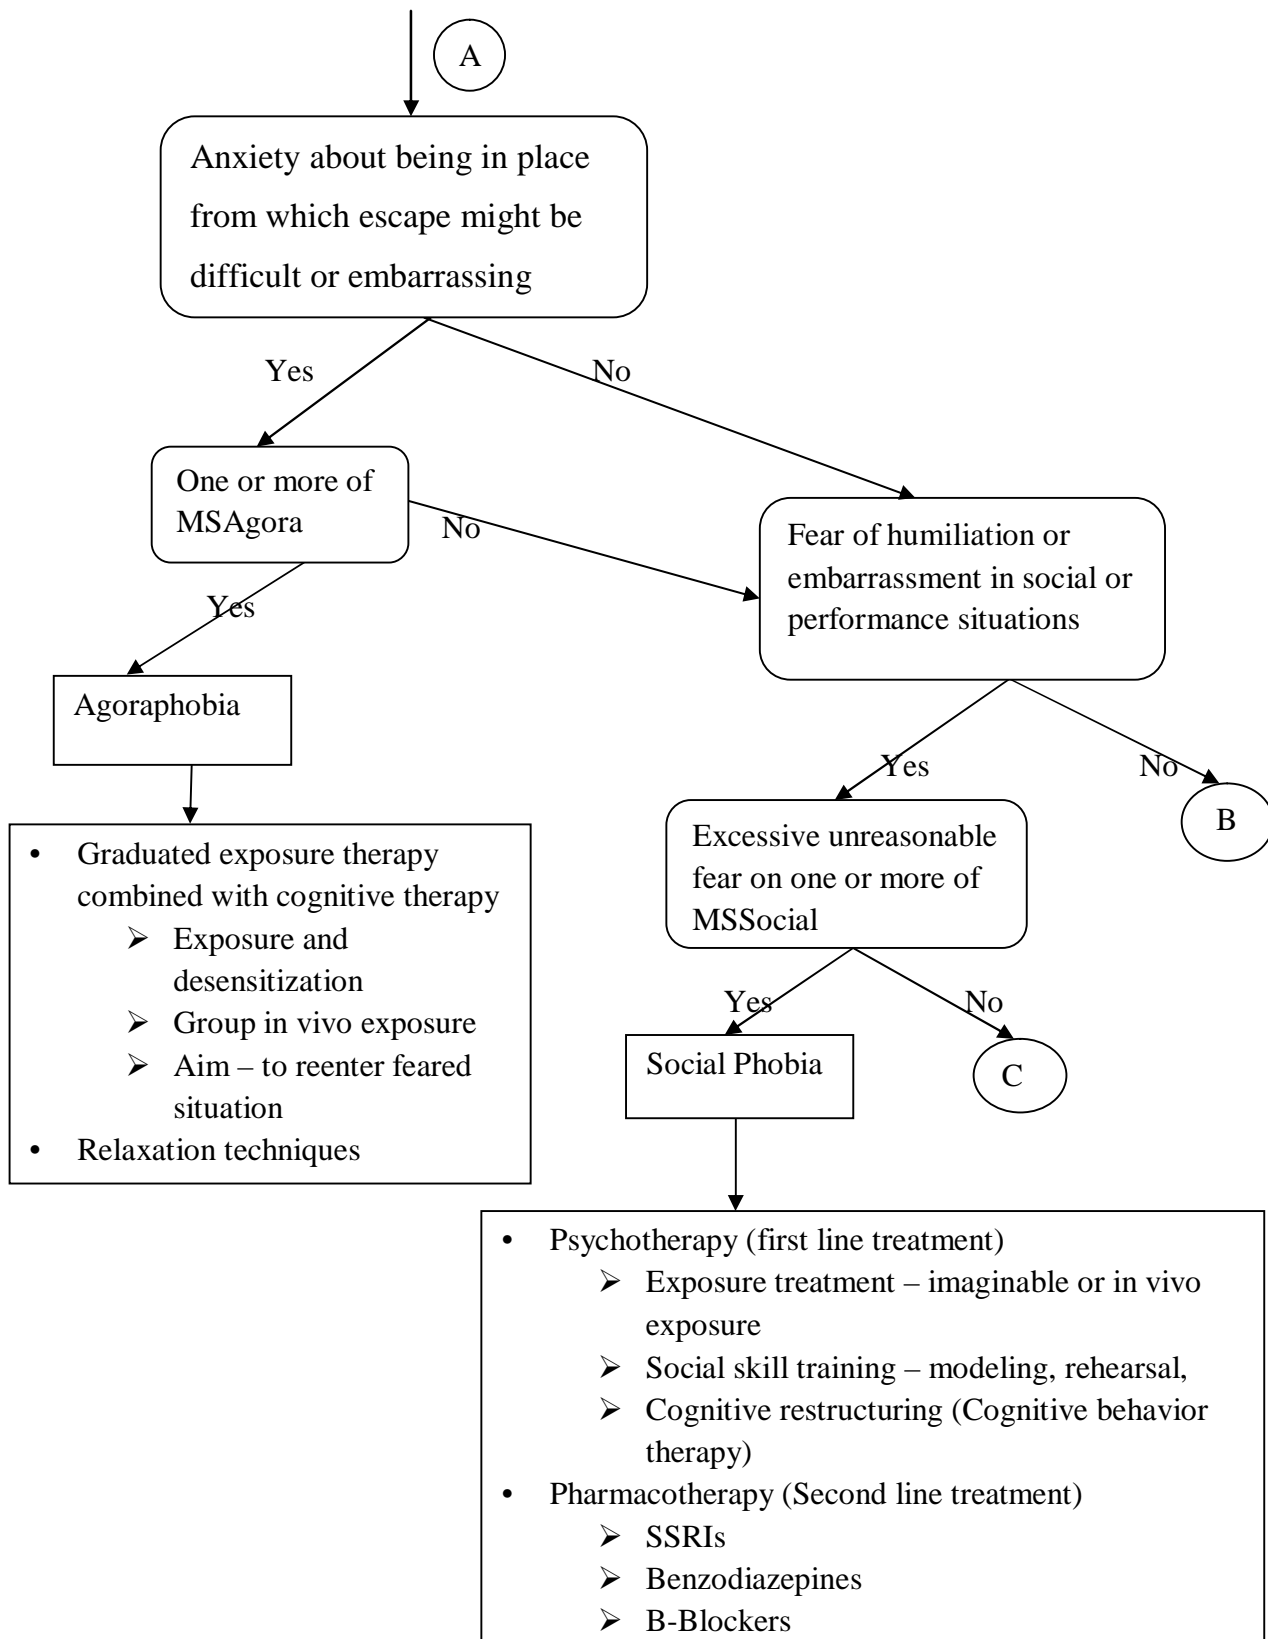 A
Anxiety about being in place
from which escape might be
difficult or embarrassing
Yes
No
One or more of
MSAgora
No
Fear of humiliation or
embarrassment in social or
performance situations
Yes
Agoraphobia
Yes
No
B
• Graduated exposure therapy
combined with cognitive therapy
➢ Exposure and
desensitization
➢ Group in vivo exposure
➢ Aim – to reenter feared
situation
• Relaxation techniques
Excessive unreasonable
fear on one or more of
MSSocial
Yes
No
Social Phobia
C
• Psychotherapy (first line treatment)
➢ Exposure treatment – imaginable or in vivo
exposure
➢ Social skill training – modeling, rehearsal,
➢ Cognitive restructuring (Cognitive behavior
therapy)
• Pharmacotherapy (Second line treatment)
➢ SSRIs
➢ Benzodiazepines
➢ B-Blockers